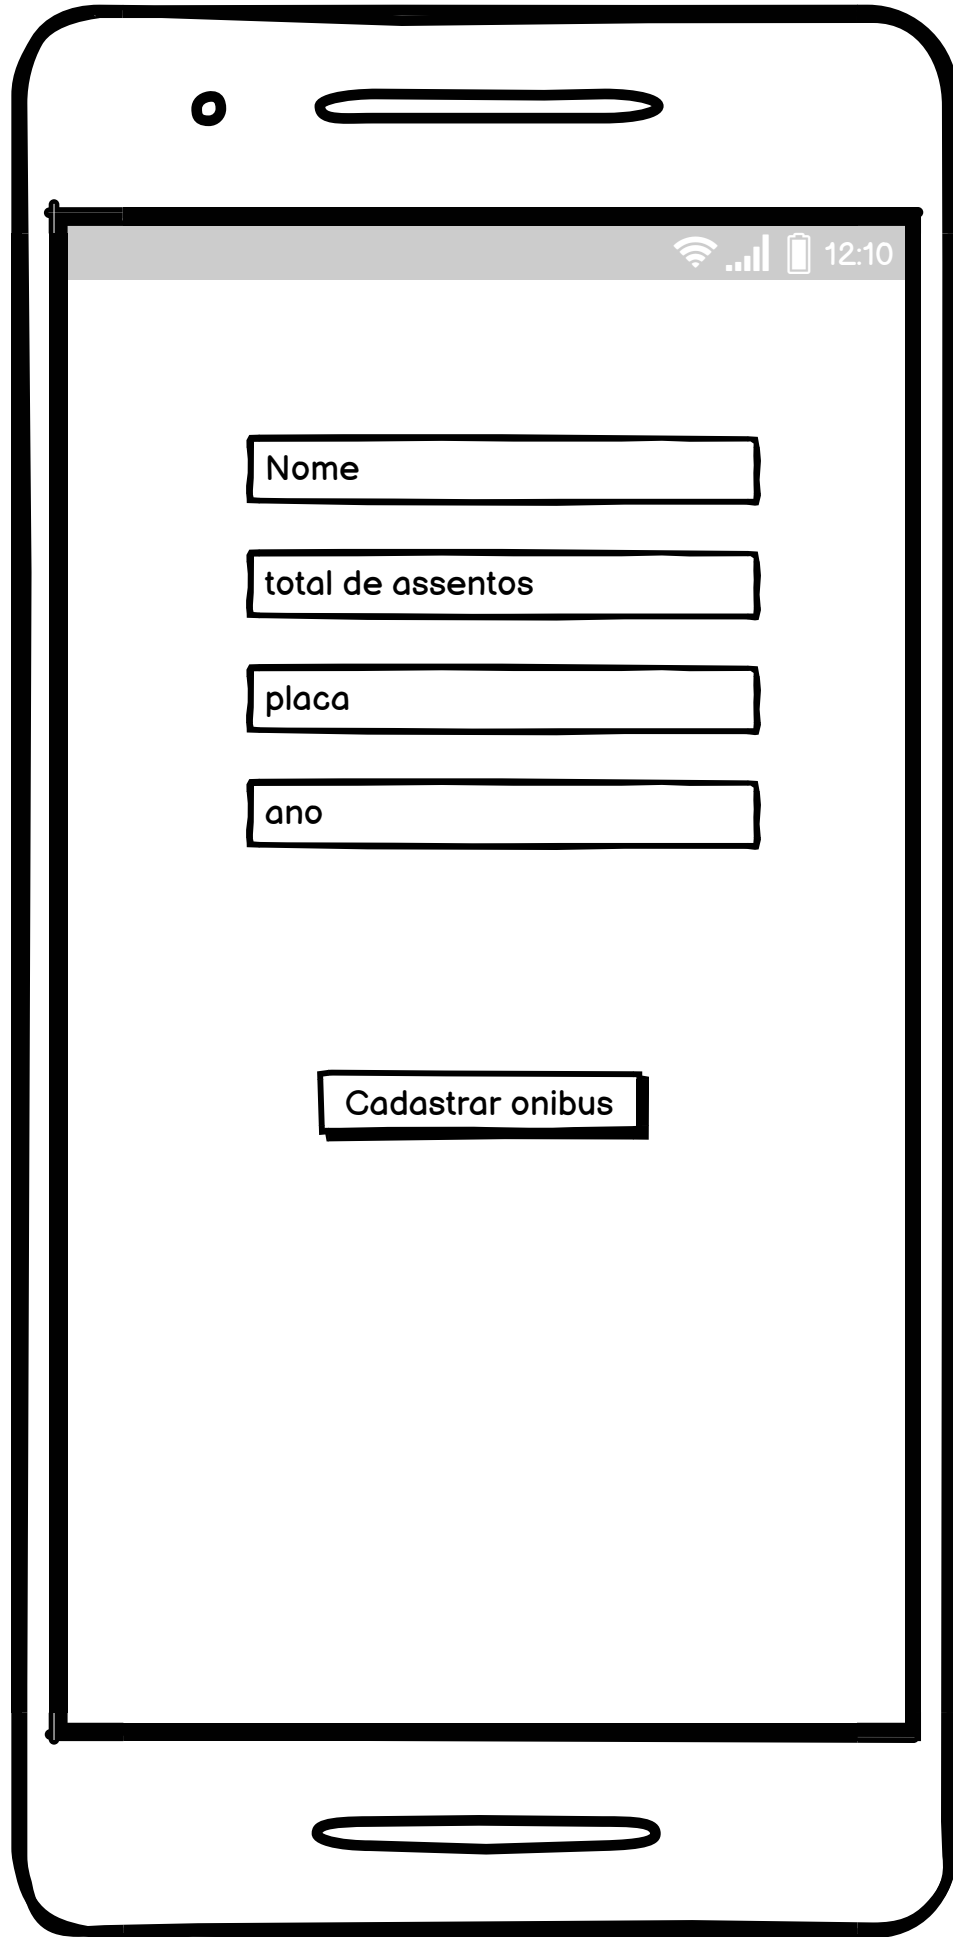 12:10
Nome
total de assentos
placa
ano
Cadastrar onibus